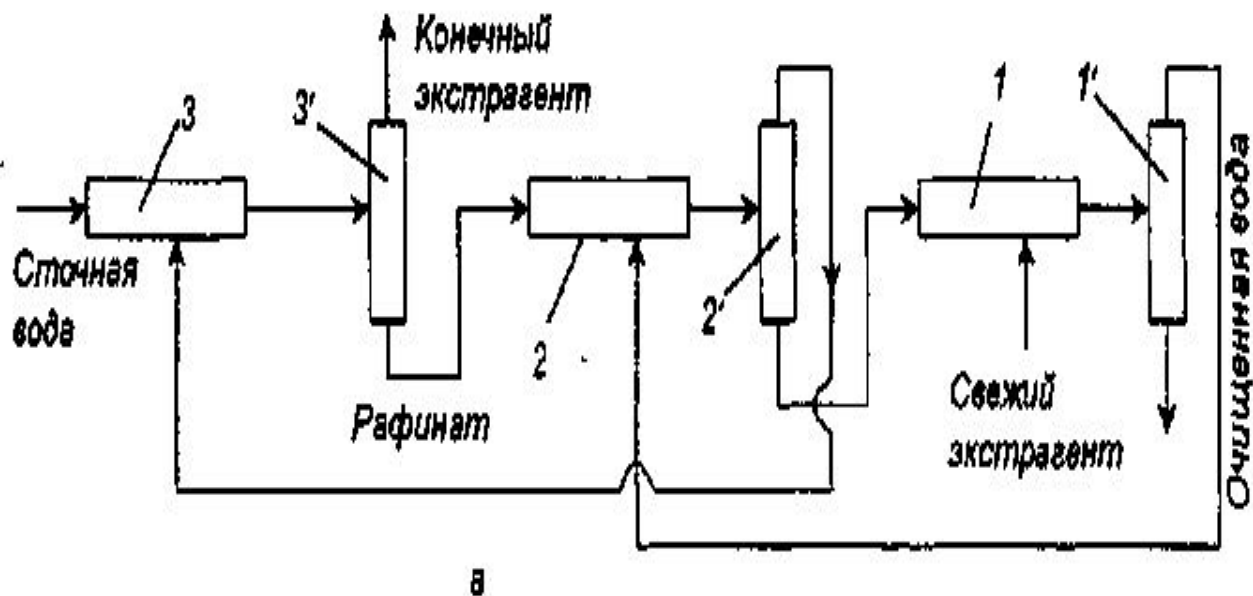 Конечный
экстрагент
3
3'
Сточная
вода
Рафинат
2
2'
1
1'
Свежий
экстрагент
Очищенная вода
в